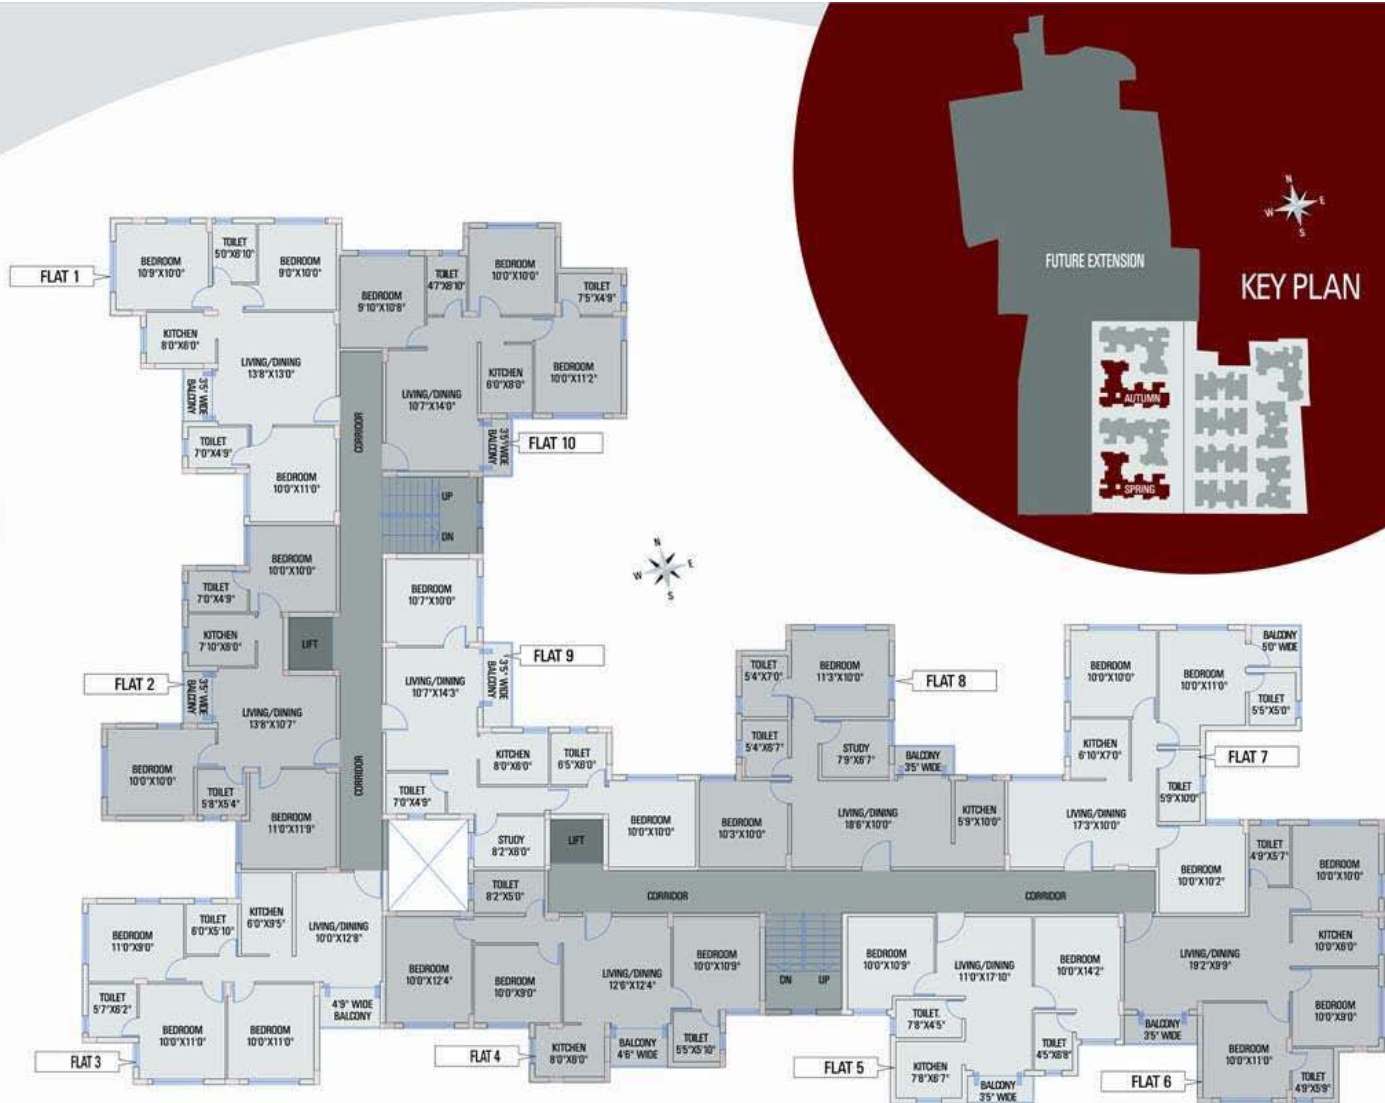 N
W
E
S
FUTURE EXTENSION
KEY PLAN
AUTUMN
SPRING
FLAT 1
BEDROOM
10'9"X10'0"
TOILET
5'0"X8'10"
BEDROOM
9'0"X10'0"
KITCHEN
8'0"X6'0"
LIVING/DINING
13'8"X13'0"
3'5" WIDE
BALCONY
TOILET
7'0"X4'9"
BEDROOM
10'0"X11'0"
BEDROOM
9'10"X10'8"
TOILET
4'7"X8'10"
BEDROOM
10'0"X10'0"
TOILET
7'5"X4'9"
LIVING/DINING
10'7"X14'0"
KITCHEN
6'0"X8'0"
BEDROOM
10'0"X11'2"
3'5" WIDE
BALCONY
FLAT 10
CORRIDOR
UP
DN
N
W
E
S
BEDROOM
10'0"X10'0"
TOILET
7'0"X4'9"
KITCHEN
7'10"X6'0"
LIFT
FLAT 2
3'5" WIDE
BALCONY
LIVING/DINING
13'8"X10'7"
BEDROOM
10'0"X10'0"
TOILET
5'8"X5'4"
BEDROOM
11'0"X11'9"
CORRIDOR
BEDROOM
10'7"X10'0"
LIVING/DINING
10'7"X14'3"
3'5" WIDE
BALCONY
FLAT 9
KITCHEN
8'0"X6'0"
TOILET
6'5"X6'0"
TOILET
7'0"X4'9"
STUDY
8'2"X6'0"
LIFT
BEDROOM
10'0"X10'0"
TOILET
5'4"X7'0"
BEDROOM
11'3"X10'0"
FLAT 8
TOILET
5'4"X6'7"
STUDY
7'9"X6'7"
BALCONY
3'5" WIDE
BEDROOM
10'3"X10'0"
LIVING/DINING
18'6"X10'0"
KITCHEN
5'9"X10'0"
BEDROOM
10'0"X10'0"
BEDROOM
10'0"X11'0"
BALCONY
5'0" WIDE
TOILET
5'5"X5'0"
KITCHEN
6'10"X7'0"
FLAT 7
TOILET
5'9"X10'0"
LIVING/DINING
17'3"X10'0"
BEDROOM
10'0"X10'2"
TOILET
8'2"X5'0"
CORRIDOR
CORRIDOR
BEDROOM
11'0"X9'0"
TOILET
6'0"X5'10"
KITCHEN
6'0"X9'5"
LIVING/DINING
10'0"X12'8"
TOILET
5'7"X6'2"
BEDROOM
10'0"X11'0"
BEDROOM
10'0"X11'0"
4'9" WIDE
BALCONY
FLAT 3
BEDROOM
10'0"X12'4"
BEDROOM
10'0"X9'0"
LIVING/DINING
12'6"X12'4"
BEDROOM
10'0"X10'9"
KITCHEN
8'0"X6'0"
BALCONY
4'6" WIDE
TOILET
5'5"X5'10"
FLAT 4
DN
UP
BEDROOM
10'0"X10'9"
LIVING/DINING
11'0"X17'10"
BEDROOM
10'0"X14'2"
TOILET
7'8"X4'5"
KITCHEN
7'8"X6'7"
TOILET
4'5"X6'8"
BALCONY
3'5" WIDE
FLAT 5
TOILET
4'9"X5'7"
BEDROOM
10'0"X10'0"
LIVING/DINING
19'2"X9'9"
KITCHEN
10'0"X6'0"
BEDROOM
10'0"X9'0"
BALCONY
3'5" WIDE
BEDROOM
10'0"X11'0"
TOILET
4'9"X5'9"
FLAT 6